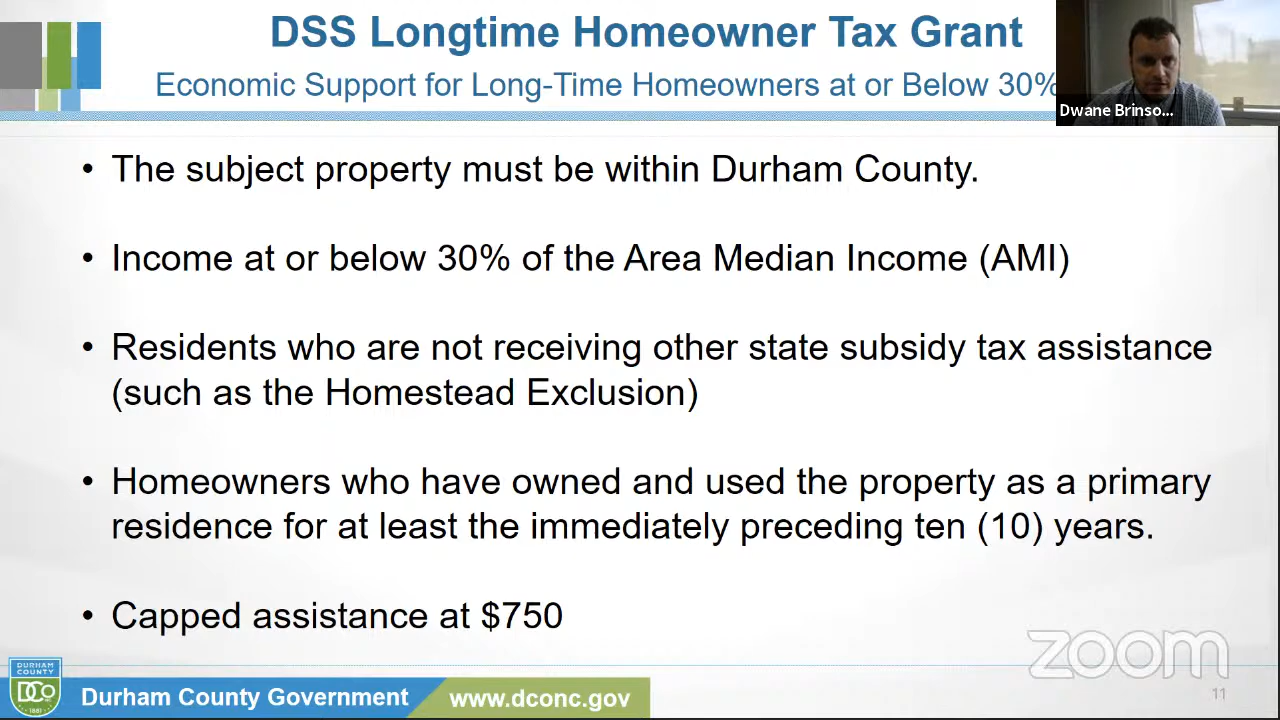 DSS Longtime Homeowner Tax Grant
Economic Support for Long-Time Homeowners at or Below 30%
Dwane Brinso...
• The subject property must be within Durham County.
• Income at or below 30% of the Area Median Income (AMI)
• Residents who are not receiving other state subsidy tax assistance
(such as the Homestead Exclusion)
• Homeowners who have owned and used the property as a primary
residence for at least the immediately preceding ten (10) years.
• Capped assistance at $750
zoom
DURHAM
COUNTY
DCo
1881
Durham County Government
www.dconc.gov
11